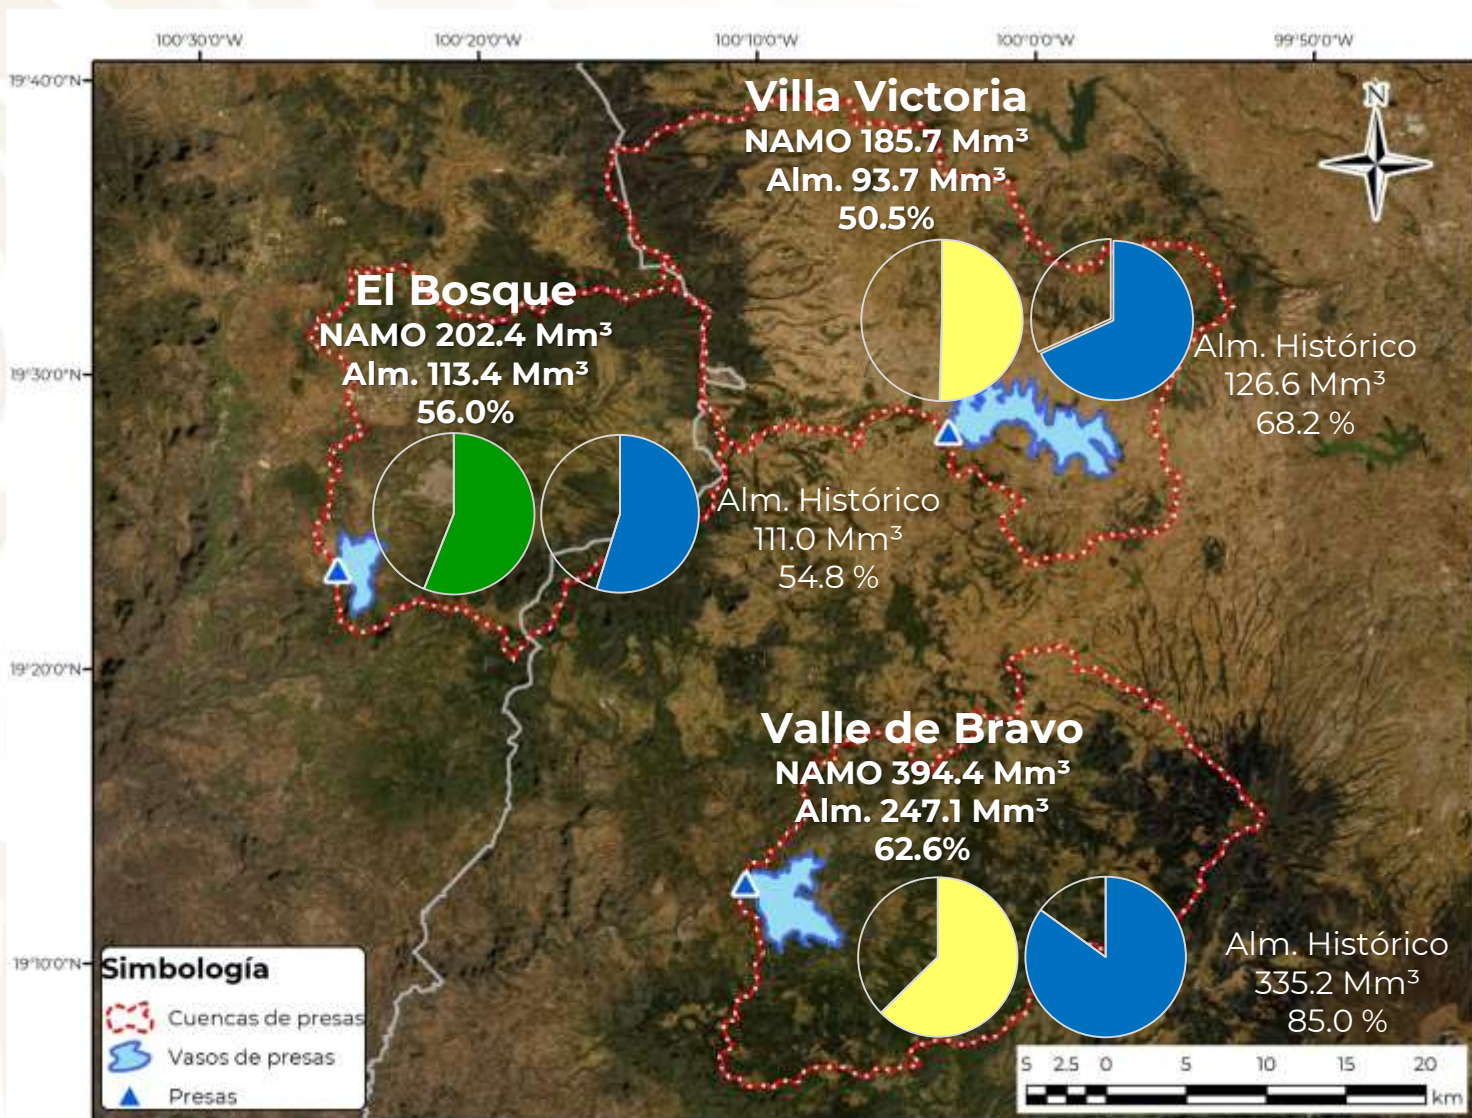 100°30'0"W 100°20'0"W 100°10'0"W 100°0'0"W 99°50'0"W
19°40'0"N
19°30'0"N
19°20'0"N
19°10'0"N
N
Villa Victoria
NAMO 185.7 Mm³
Alm. 93.7 Mm³
50.5%
Alm. Histórico
126.6 Mm³
68.2 %
El Bosque
NAMO 202.4 Mm³
Alm. 113.4 Mm³
56.0%
Alm. Histórico
111.0 Mm³
54.8 %
Valle de Bravo
NAMO 394.4 Mm³
Alm. 247.1 Mm³
62.6%
Alm. Histórico
335.2 Mm³
85.0 %
Simbología
Cuencas de presas
Vasos de presas
Presas
5 2.5 0 5 10 15 20
km